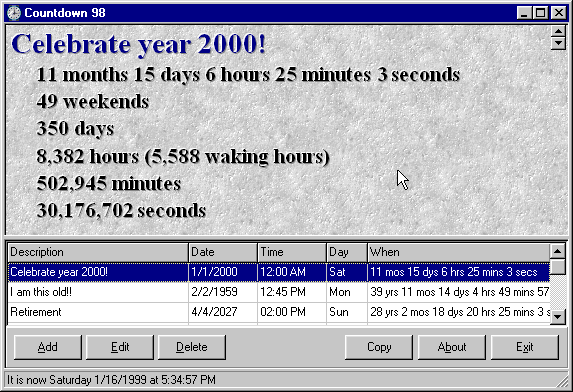 Countdown 98
Celebrate year 2000!
11 months 15 days 6 hours 25 minutes 3 seconds
49 weekends
350 days
8,382 hours (5,588 waking hours)
502,945 minutes
30,176,702 seconds
Description Date Time Day When
Celebrate year 2000! 1/1/2000 12:00 AM Sat 11 mos 15 dys 6 hrs 25 mins 3 secs
I am this old!! 2/2/1959 12:45 PM Mon 39 yrs 11 mos 14 dys 4 hrs 49 mins 57
Retirement 4/4/2027 02:00 PM Sun 28 yrs 2 mos 18 dys 20 hrs 25 mins 3 s
Add Edit Delete Copy About Exit
It is now Saturday 1/16/1999 at 5:34:57 PM